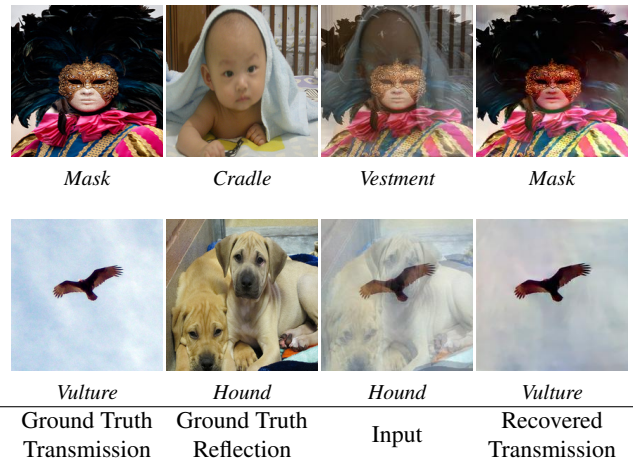 Mask Cradle Vestment Mask
Vulture Hound Hound Vulture
Ground Truth Ground Truth Input Recovered
Transmission Reflection Transmission